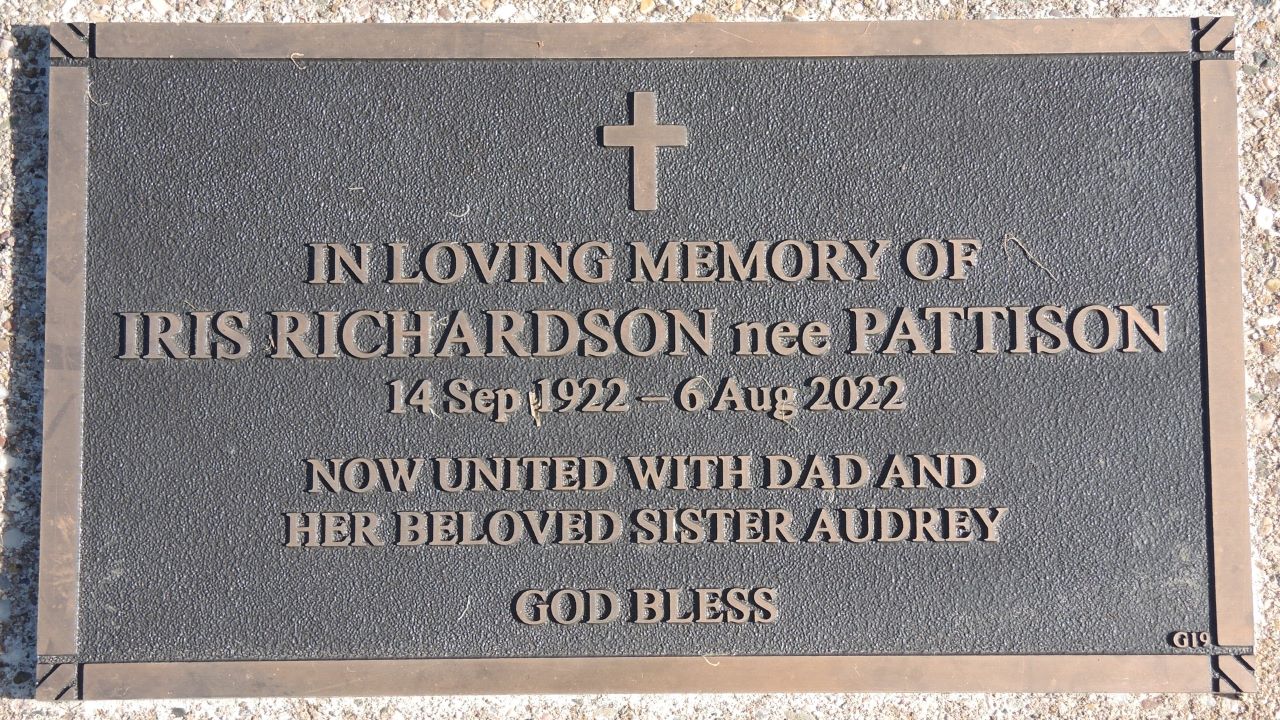 IN LOVING MEMORY OF
IRIS RICHARDSON nee PATTISON
14 Sep 1922 – 6 Aug 2022
NOW UNITED WITH DAD AND
HER BELOVED SISTER AUDREY
GOD BLESS
G19